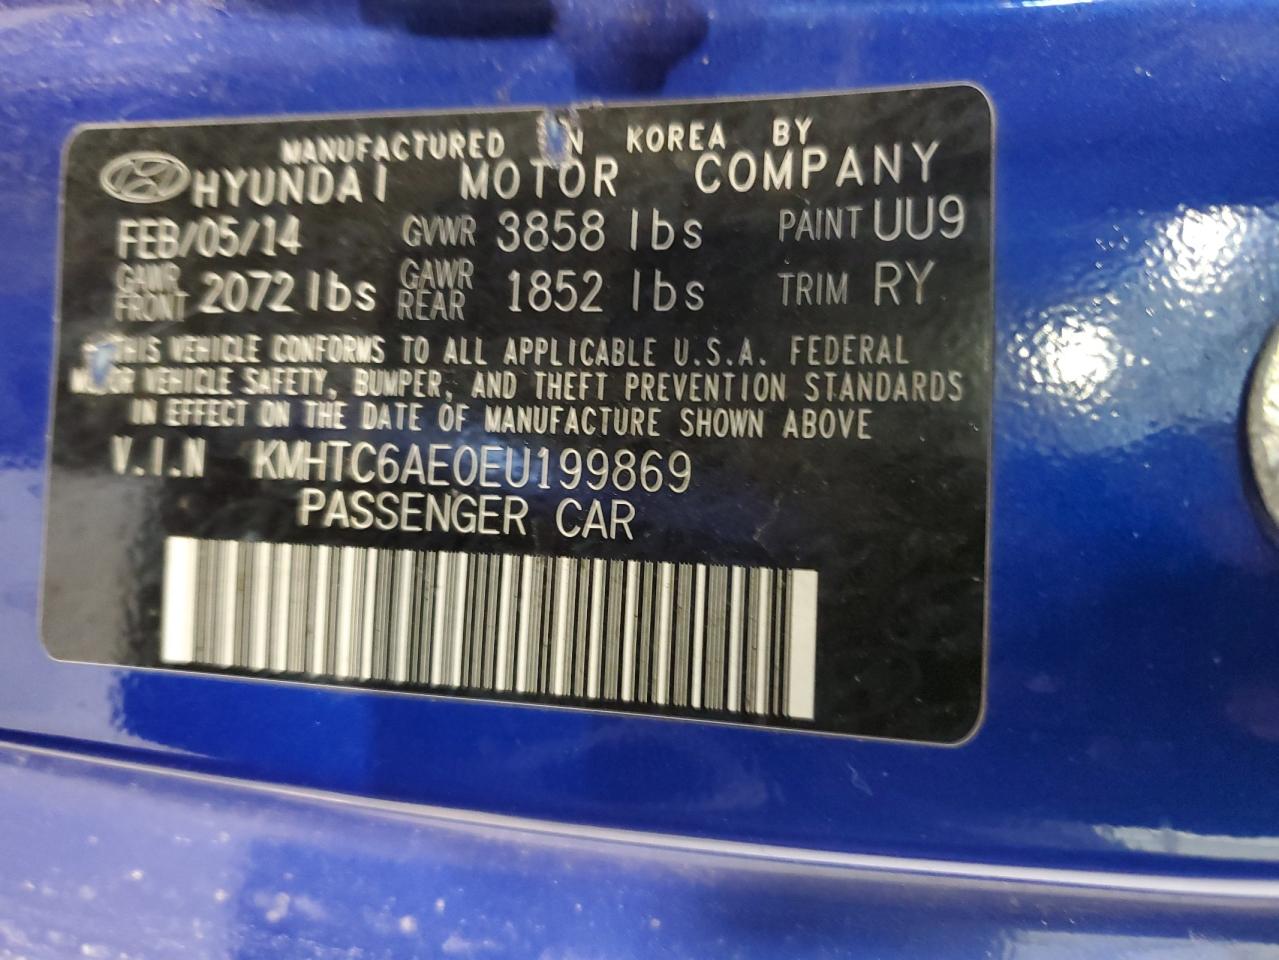 MANUFACTURED IN KOREA BY
HYUNDAI MOTOR COMPANY
FEB/05/14 GVWR 3858 lbs PAINT UU9
GAWR FRONT 2072 lbs GAWR REAR 1852 lbs TRIM RY
THIS VEHICLE CONFORMS TO ALL APPLICABLE U.S.A. FEDERAL
MOTOR VEHICLE SAFETY, BUMPER, AND THEFT PREVENTION STANDARDS
IN EFFECT ON THE DATE OF MANUFACTURE SHOWN ABOVE
V.I.N KMHTC6AE0EU199869
PASSENGER CAR